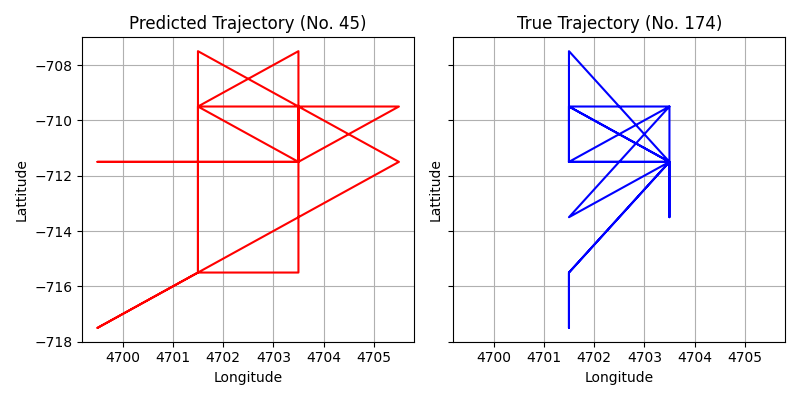 Predicted Trajectory (No. 45)
True Trajectory (No. 174)
Lattitude
−708
−710
−712
−714
−716
−718
4700 4701 4702 4703 4704 4705
Longitude
Lattitude
4700 4701 4702 4703 4704 4705
Longitude